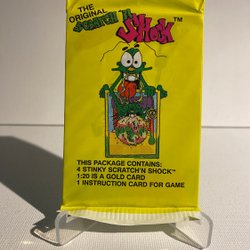 THE
ORIGINAL
SCRATCH N
SHOCK™
THIS PACKAGE CONTAINS:
4 STINKY SCRATCH'N SHOCK™
1:20 IS A GOLD CARD
1 INSTRUCTION CARD FOR GAME